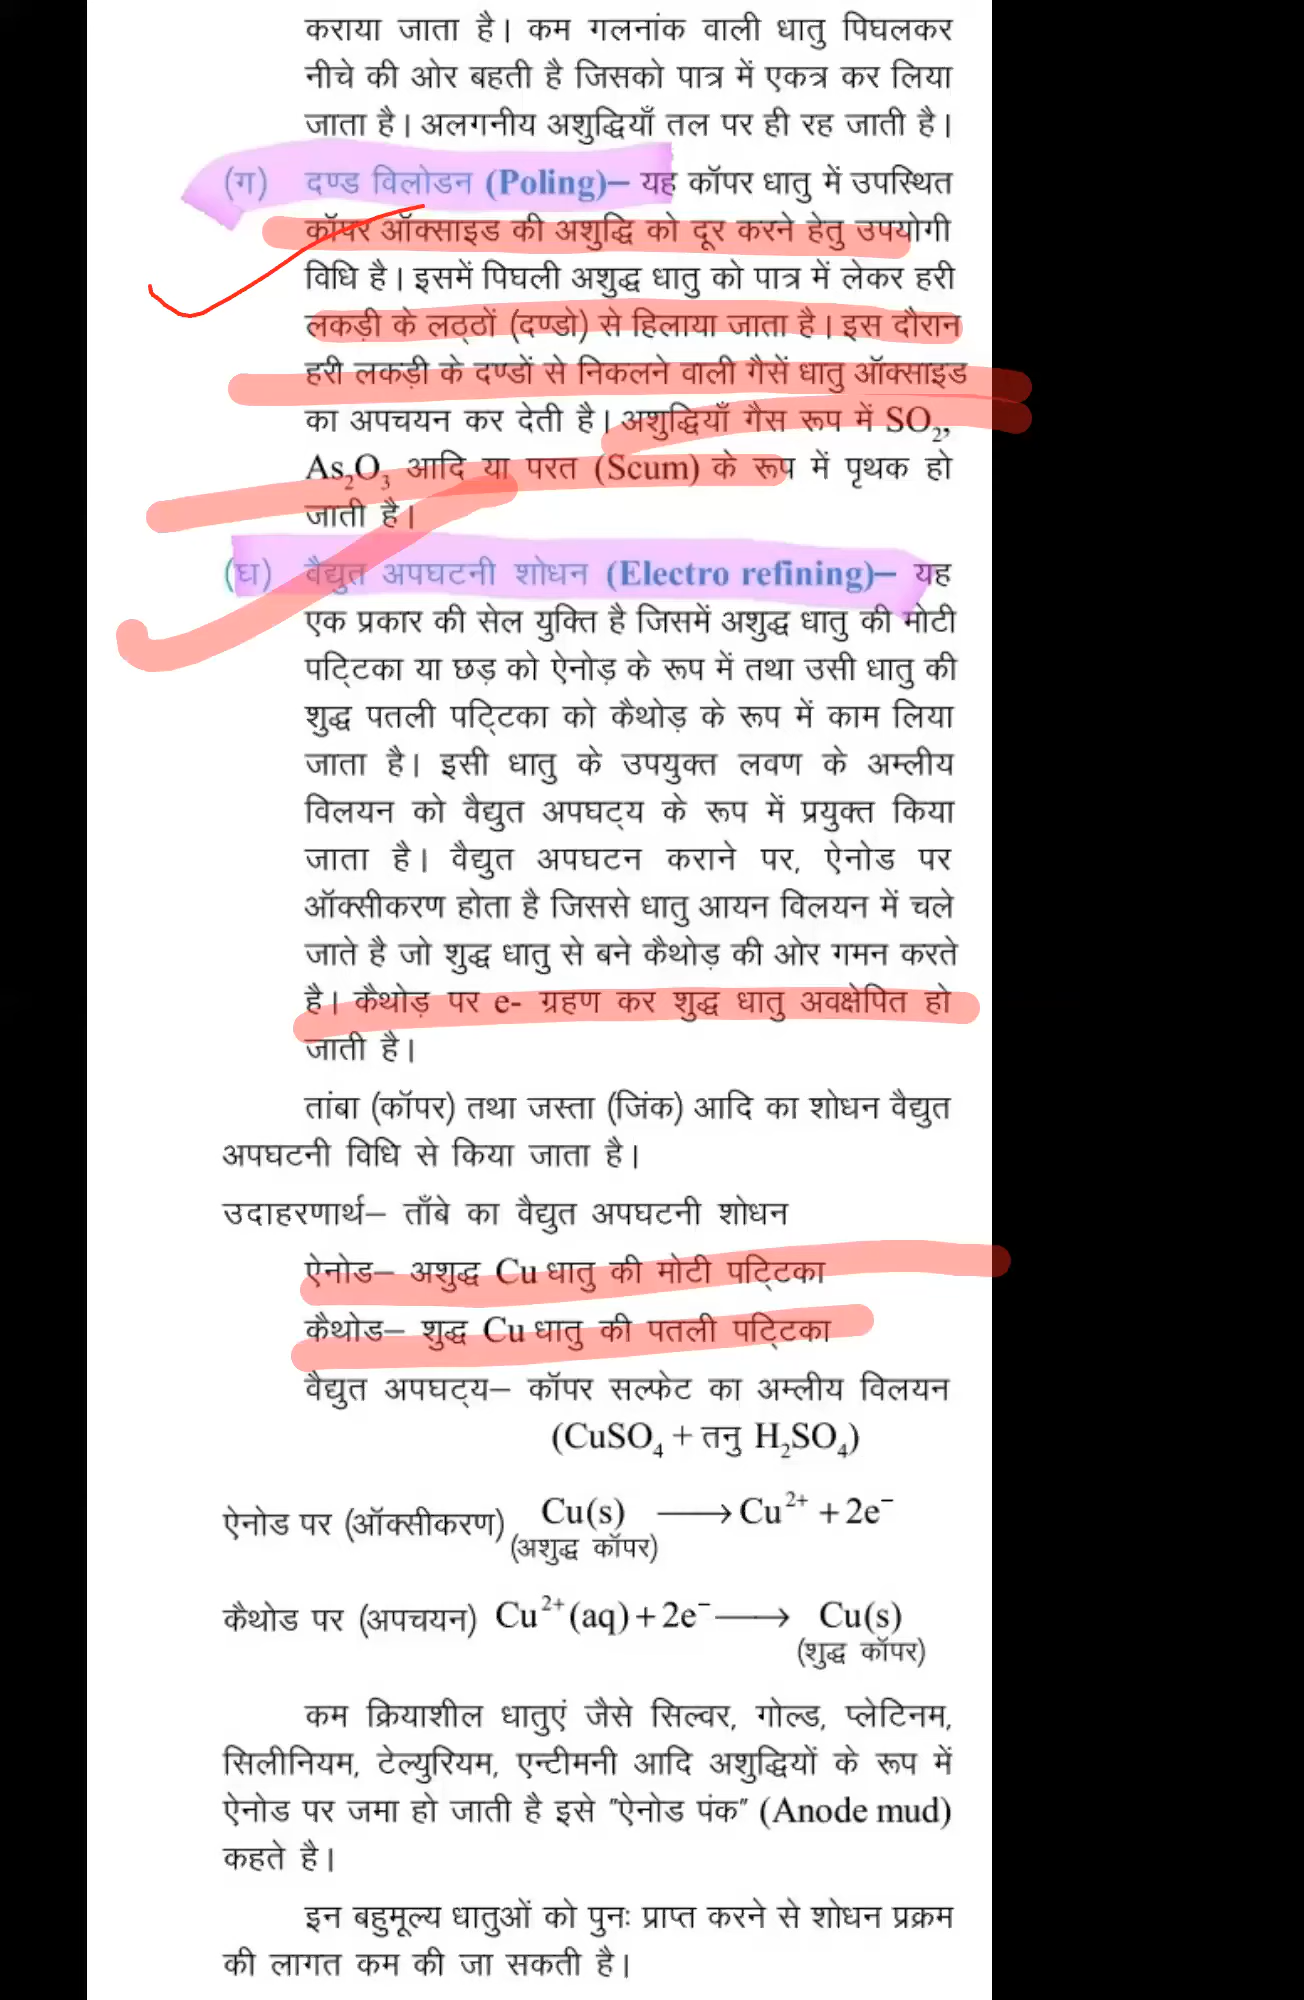 कराया जाता है। कम गलनांक वाली धातु पिघलकर
नीचे की ओर बहती है जिसको पात्र में एकत्र कर लिया
जाता है। अलगनीय अशुद्धियाँ तल पर ही रह जाती है।
(ग) दण्ड विलोडन (Poling)– यह कॉपर धातु में उपस्थित
कॉपर ऑक्साइड की अशुद्धि को दूर करने हेतु उपयोगी
विधि है। इसमें पिघली अशुद्ध धातु को पात्र में लेकर हरी
लकड़ी के लठ्ठों (दण्डो) से हिलाया जाता है। इस दौरान
हरी लकड़ी के दण्डों से निकलने वाली गैसें धातु ऑक्साइड
का अपचयन कर देती है। अशुद्धियाँ गैस रूप में SO₂,
As₂O₃ आदि या परत (Scum) के रूप में पृथक हो
जाती है।
(घ) वैद्युत अपघटनी शोधन (Electro refining)– यह
एक प्रकार की सेल युक्ति है जिसमें अशुद्ध धातु की मोटी
पट्टिका या छड़ को ऐनोड़ के रूप में तथा उसी धातु की
शुद्ध पतली पट्टिका को कैथोड़ के रूप में काम लिया
जाता है। इसी धातु के उपयुक्त लवण के अम्लीय
विलयन को वैद्युत अपघट्य के रूप में प्रयुक्त किया
जाता है। वैद्युत अपघटन कराने पर, ऐनोड पर
ऑक्सीकरण होता है जिससे धातु आयन विलयन में चले
जाते है जो शुद्ध धातु से बने कैथोड़ की ओर गमन करते
है। कैथोड़ पर e- ग्रहण कर शुद्ध धातु अवक्षेपित हो
जाती है।
तांबा (कॉपर) तथा जस्ता (जिंक) आदि का शोधन वैद्युत
अपघटनी विधि से किया जाता है।
उदाहरणार्थ– ताँबे का वैद्युत अपघटनी शोधन
ऐनोड– अशुद्ध Cu धातु की मोटी पट्टिका
कैथोड– शुद्ध Cu धातु की पतली पट्टिका
वैद्युत अपघट्य– कॉपर सल्फेट का अम्लीय विलयन
(CuSO₄ + तनु H₂SO₄)
ऐनोड पर (ऑक्सीकरण) Cu(s) ⟶ Cu²⁺ + 2e⁻
(अशुद्ध कॉपर)
कैथोड पर (अपचयन) Cu²⁺(aq) + 2e⁻ ⟶ Cu(s)
(शुद्ध कॉपर)
कम क्रियाशील धातुएं जैसे सिल्वर, गोल्ड, प्लेटिनम,
सिलीनियम, टेल्युरियम, एन्टीमनी आदि अशुद्धियों के रूप में
ऐनोड पर जमा हो जाती है इसे "ऐनोड पंक" (Anode mud)
कहते है।
इन बहुमूल्य धातुओं को पुनः प्राप्त करने से शोधन प्रक्रम
की लागत कम की जा सकती है।